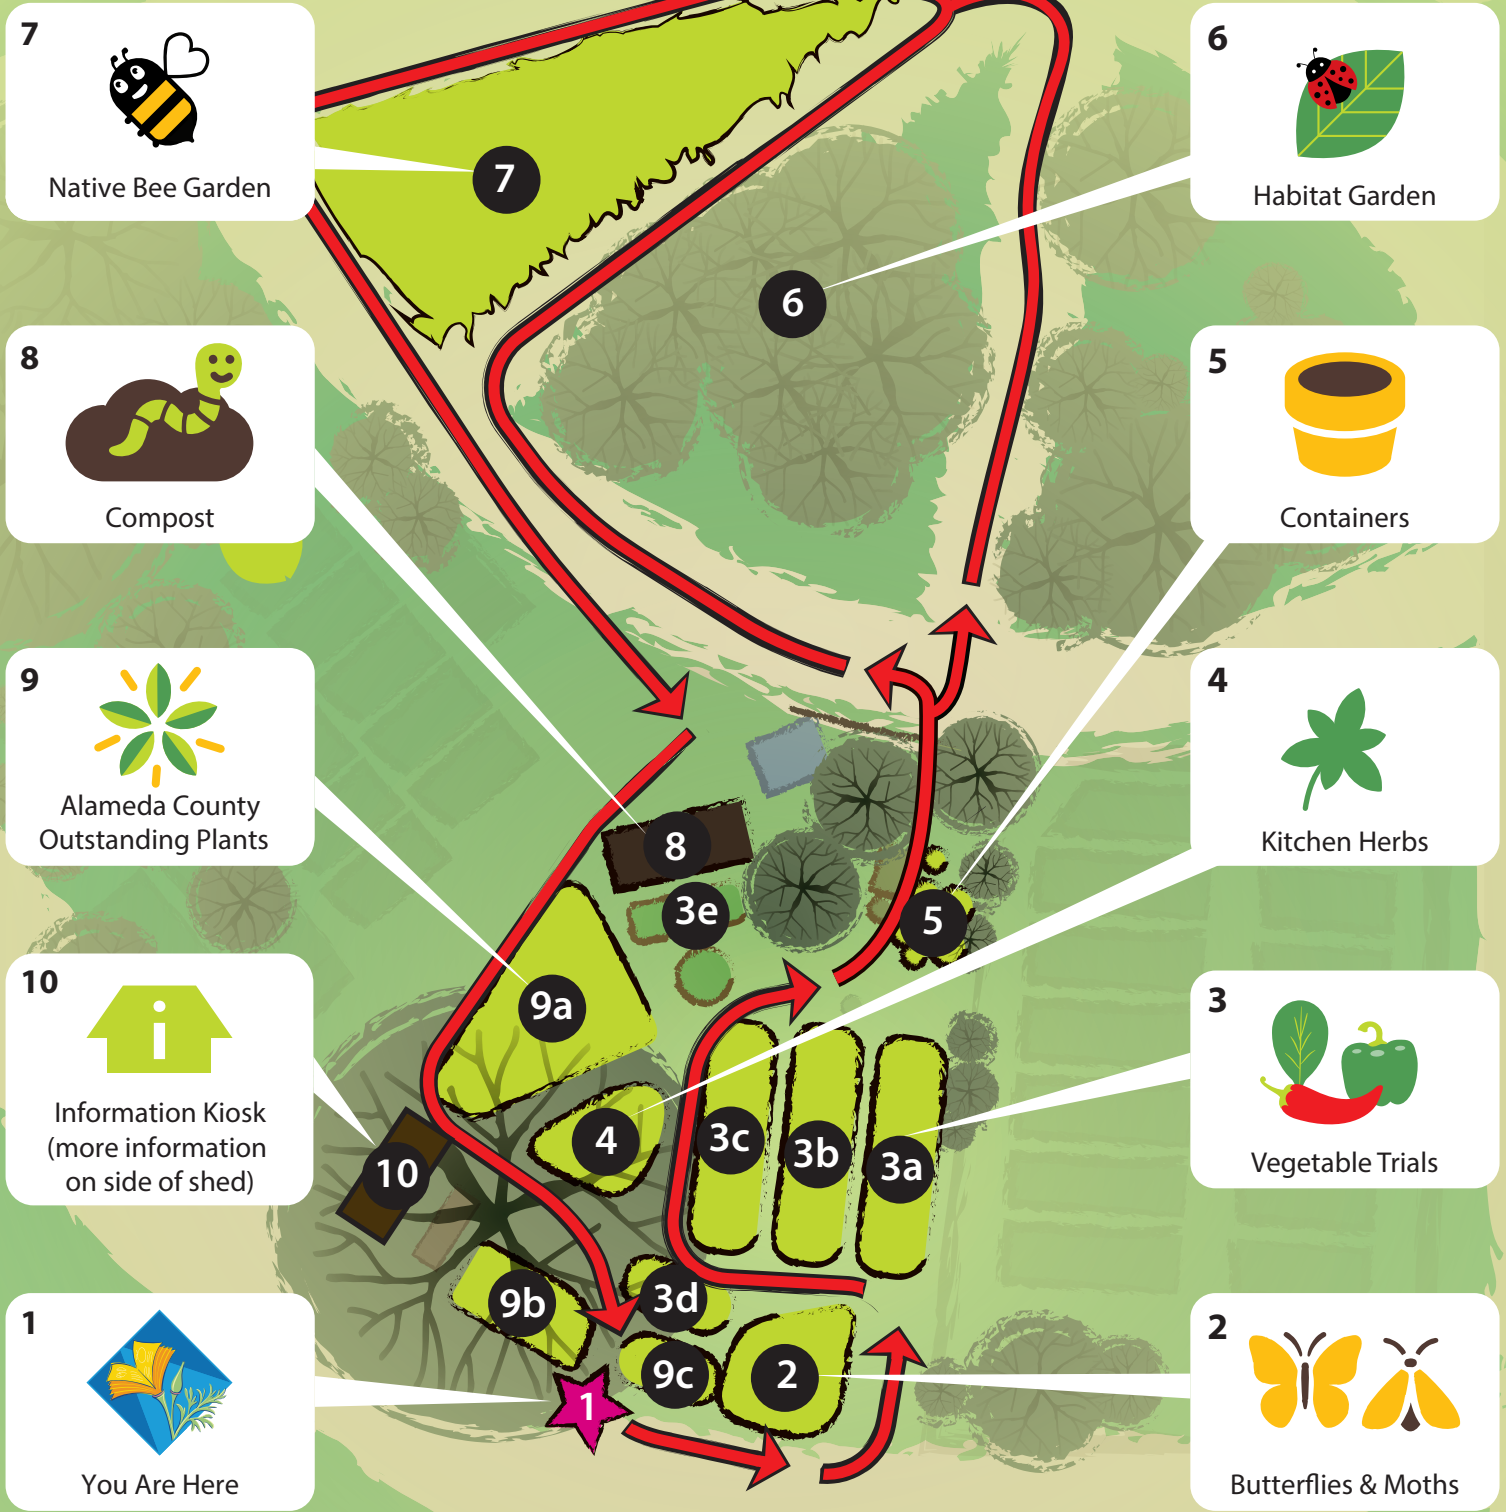 7
Native Bee Garden
8
Compost
9
Alameda County
Outstanding Plants
10
i
Information Kiosk
(more information
on side of shed)
1
You Are Here
6
Habitat Garden
5
Containers
4
Kitchen Herbs
3
Vegetable Trials
2
Butterflies & Moths
7
6
8
3e
5
9a
4
3c
3b
3a
10
9b
3d
9c
2
1